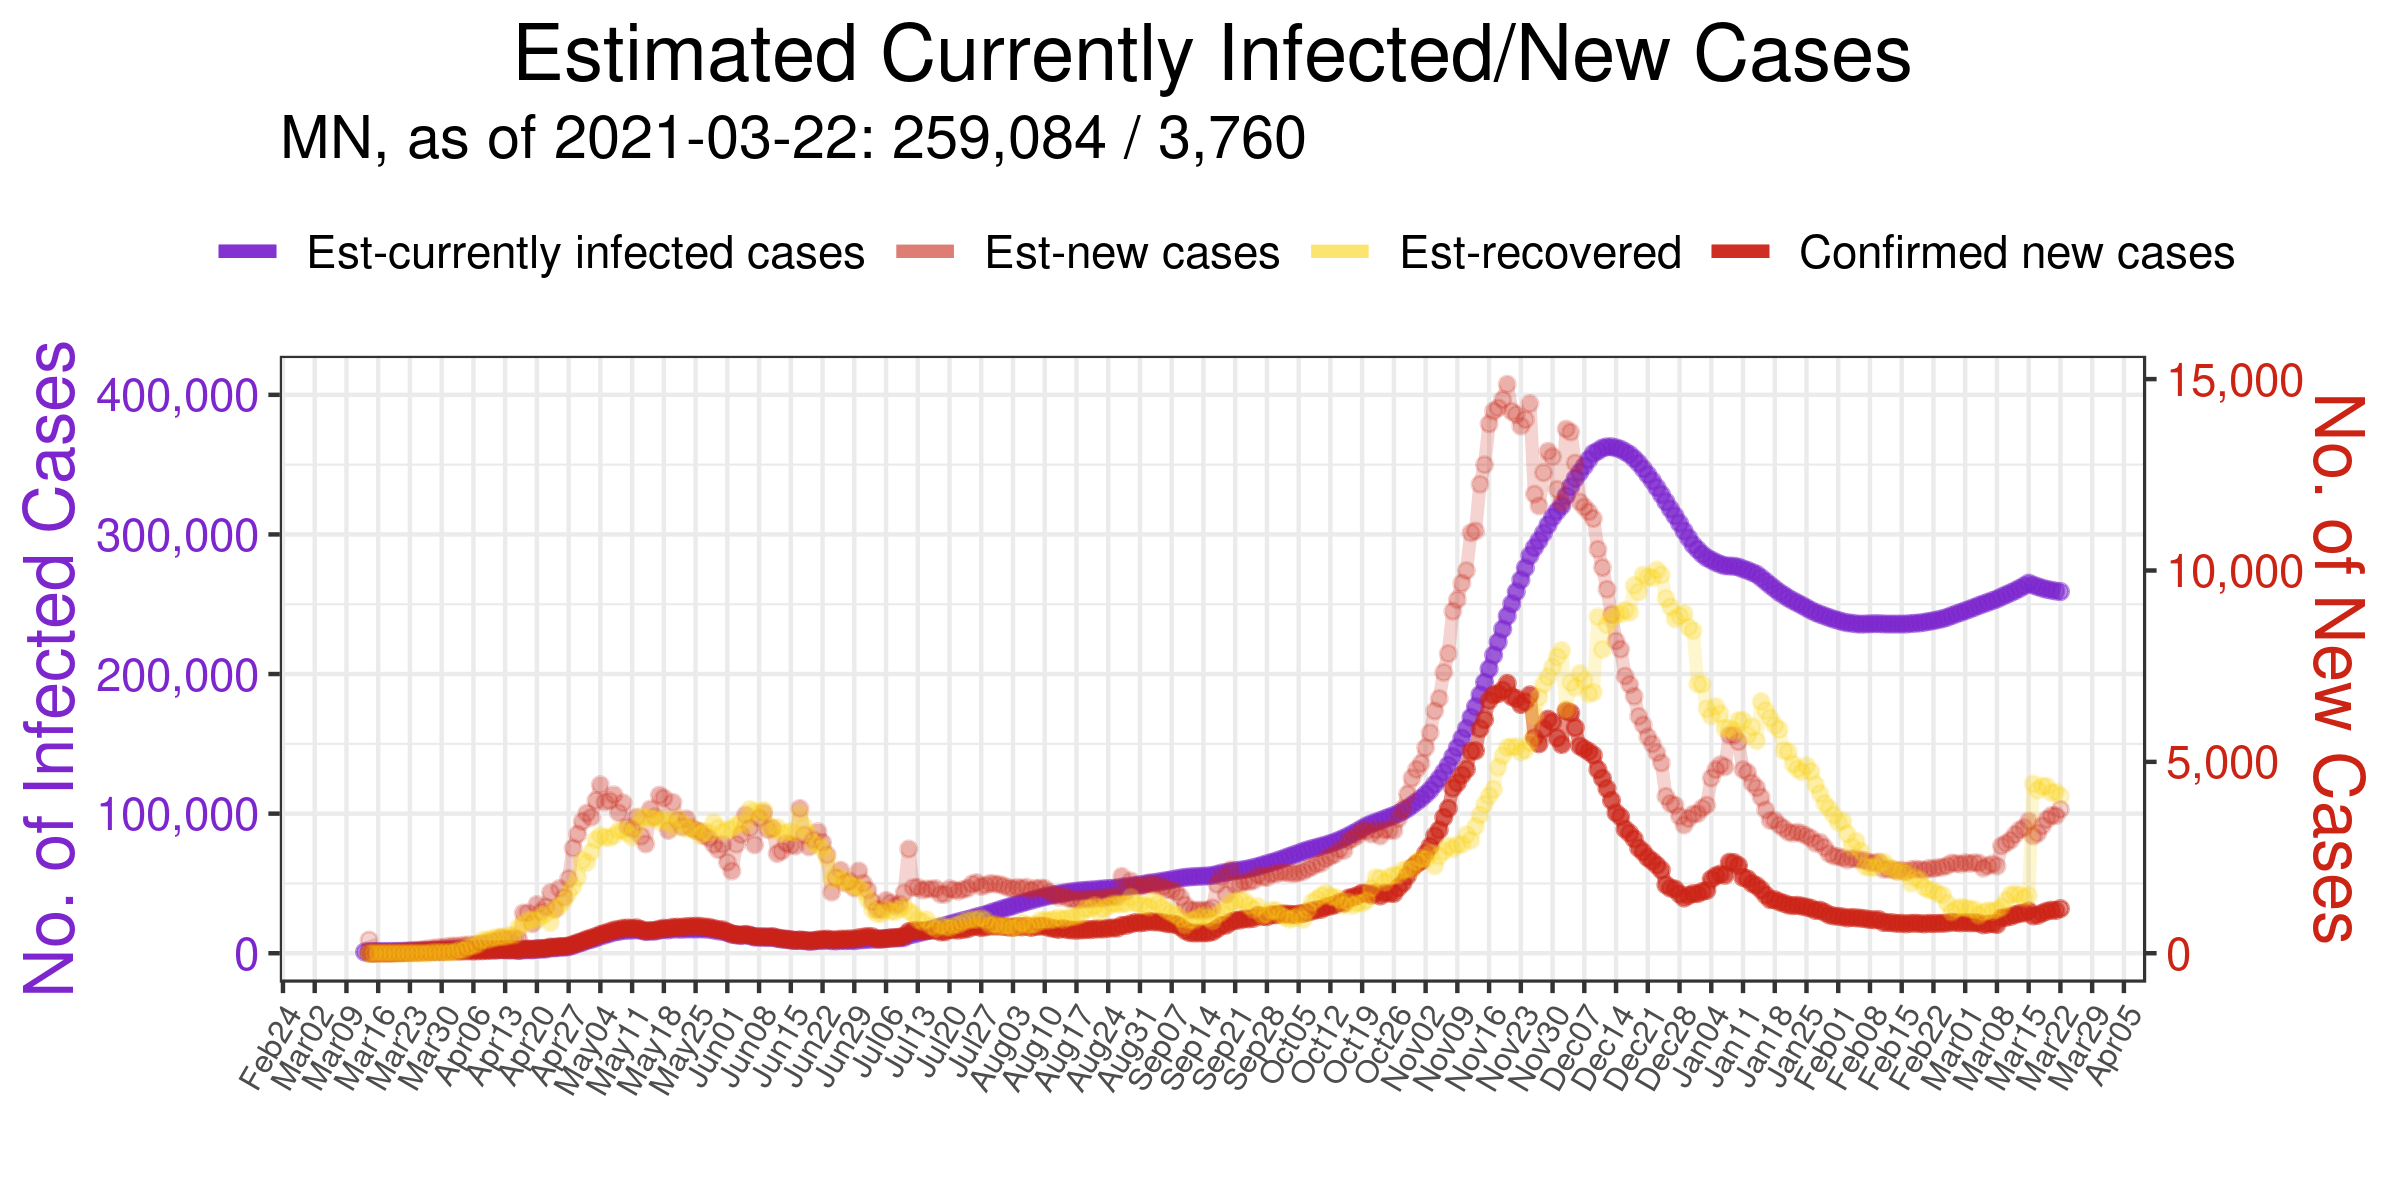 Estimated Currently Infected/New Cases
MN, as of 2021-03-22: 259,084 / 3,760
Est-currently infected cases Est-new cases Est-recovered Confirmed new cases
No. of Infected Cases
400,000
300,000
200,000
100,000
0
15,000
10,000
5,000
0
No. of New Cases
Feb24 Mar02 Mar09 Mar16 Mar23 Mar30 Apr06 Apr13 Apr20 Apr27 May04 May11 May18 May25 Jun01 Jun08 Jun15 Jun22 Jun29 Jul06 Jul13 Jul20 Jul27 Aug03 Aug10 Aug17 Aug24 Aug31 Sep07 Sep14 Sep21 Sep28 Oct05 Oct12 Oct19 Oct26 Nov02 Nov09 Nov16 Nov23 Nov30 Dec07 Dec14 Dec21 Dec28 Jan04 Jan11 Jan18 Jan25 Feb01 Feb08 Feb15 Feb22 Mar01 Mar08 Mar15 Mar22 Mar29 Apr05